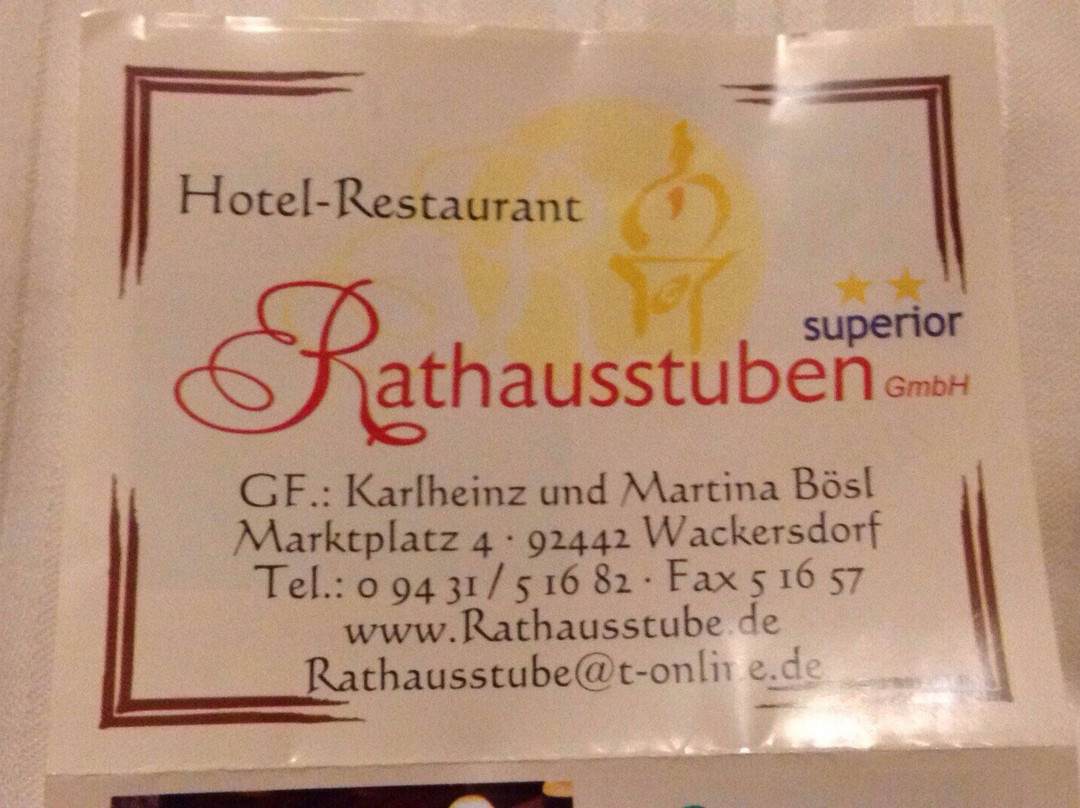 Hotel-Restaurant
superior
Rathausstuben GmbH
GF.: Karlheinz und Martina Bösl
Marktplatz 4 · 92442 Wackersdorf
Tel.: 0 94 31 / 5 16 82 · Fax 5 16 57
www.Rathausstube.de
Rathausstube@t-online.de